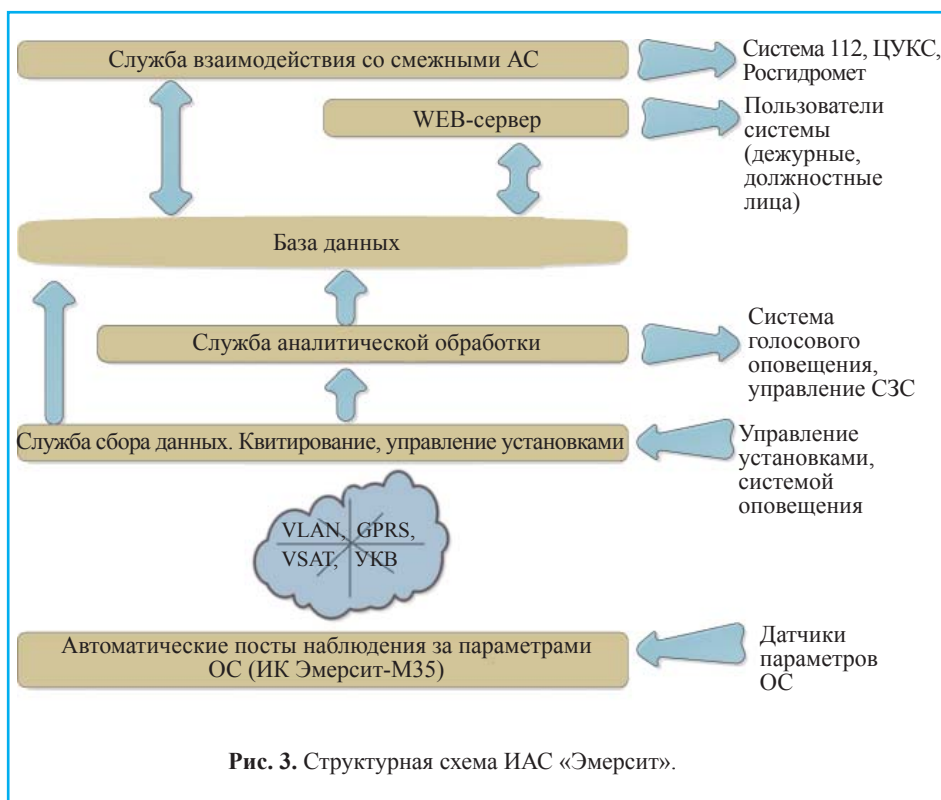 Служба взаимодействия со смежными АС
Система 112, ЦУКС,
Росгидромет
WEB-сервер
Пользователи
системы
(дежурные,
должностные
лица)
База данных
Служба аналитической обработки
Система
голосового
оповещения,
управление СЗС
Служба сбора данных. Квитирование, управление установками
Управление
установками,
системой
оповещения
VLAN, GPRS,
VSAT, УКВ
Автоматические посты наблюдения за параметрами
ОС (ИК Эмерсит-М35)
Датчики
параметров
ОС
Рис. 3. Структурная схема ИАС «Эмерсит».